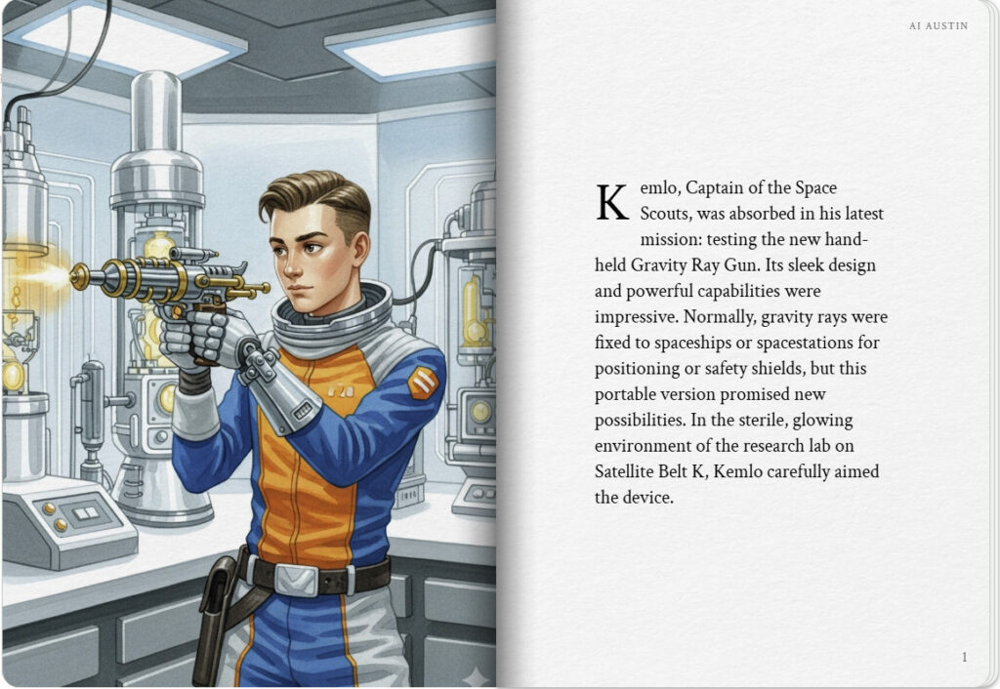 AI AUSTIN
Kemlo, Captain of the Space
Scouts, was absorbed in his latest
mission: testing the new hand-
held Gravity Ray Gun. Its sleek design
and powerful capabilities were
impressive. Normally, gravity rays were
fixed to spaceships or spacestations for
positioning or safety shields, but this
portable version promised new
possibilities. In the sterile, glowing
environment of the research lab on
Satellite Belt K, Kemlo carefully aimed
the device.
1